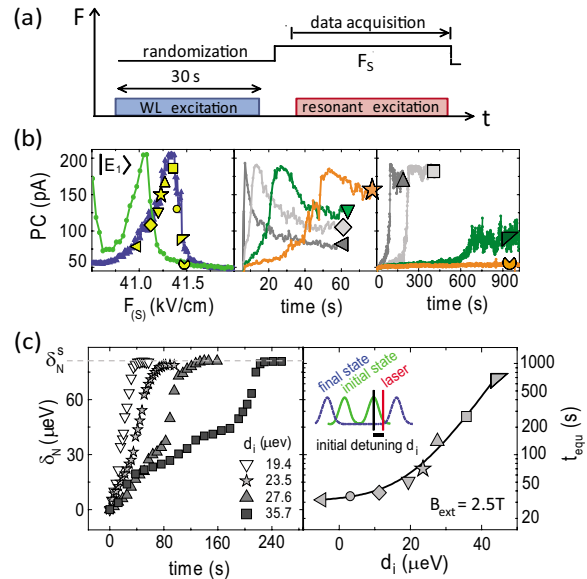 (a)
F
data acquisition
randomization
F_S
30 s
WL excitation
resonant excitation
t
(b)
|E₁⟩
PC (pA)
200
150
100
50
41.0
41.5
F_(S) (kV/cm)
0
20
40
60
time (s)
0
300
600
900
time (s)
(c)
δ_N^s
δ_N (μeV)
60
30
0
d_i (μev)
19.4
23.5
27.6
35.7
0
80
160
240
time (s)
final state
initial state
laser
initial detuning d_i
B_ext = 2.5T
0
20
40
d_i (μeV)
1000
500
200
100
50
t_equ (s)